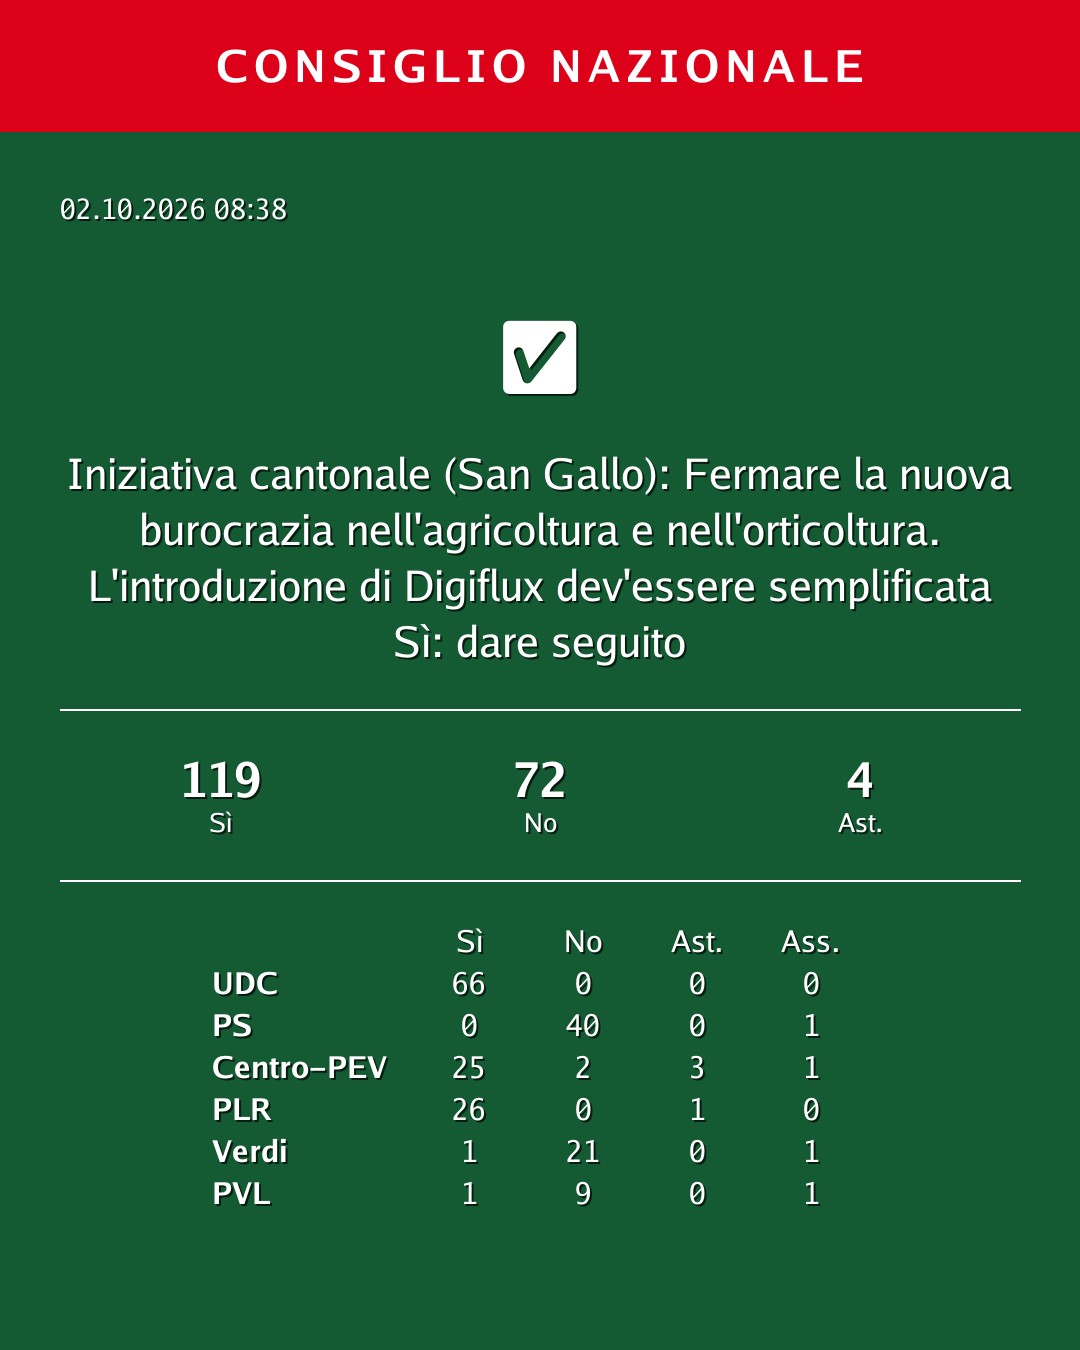 CONSIGLIO NAZIONALE
02.10.2026 08:38
Iniziativa cantonale (San Gallo): Fermare la nuova
burocrazia nell'agricoltura e nell'orticoltura.
L'introduzione di Digiflux dev'essere semplificata
Sì: dare seguito
119 72 4
Sì No Ast.
Sì No Ast. Ass.
UDC 66 0 0 0
PS 0 40 0 1
Centro-PEV 25 2 3 1
PLR 26 0 1 0
Verdi 1 21 0 1
PVL 1 9 0 1